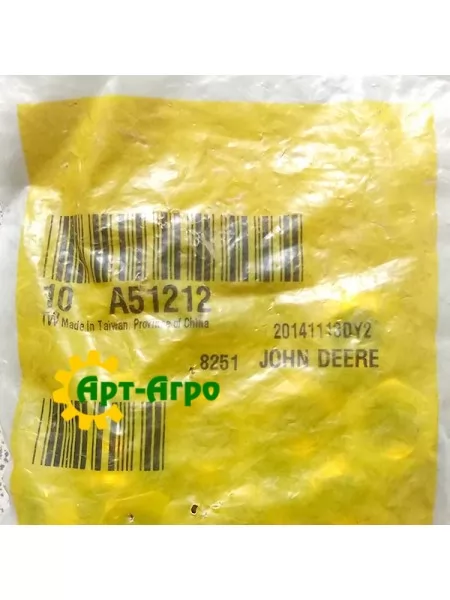 10 A51212
TW Made in Taiwan, Province of China
20141113DY2
8251 JOHN DEERE
Арт-Агро